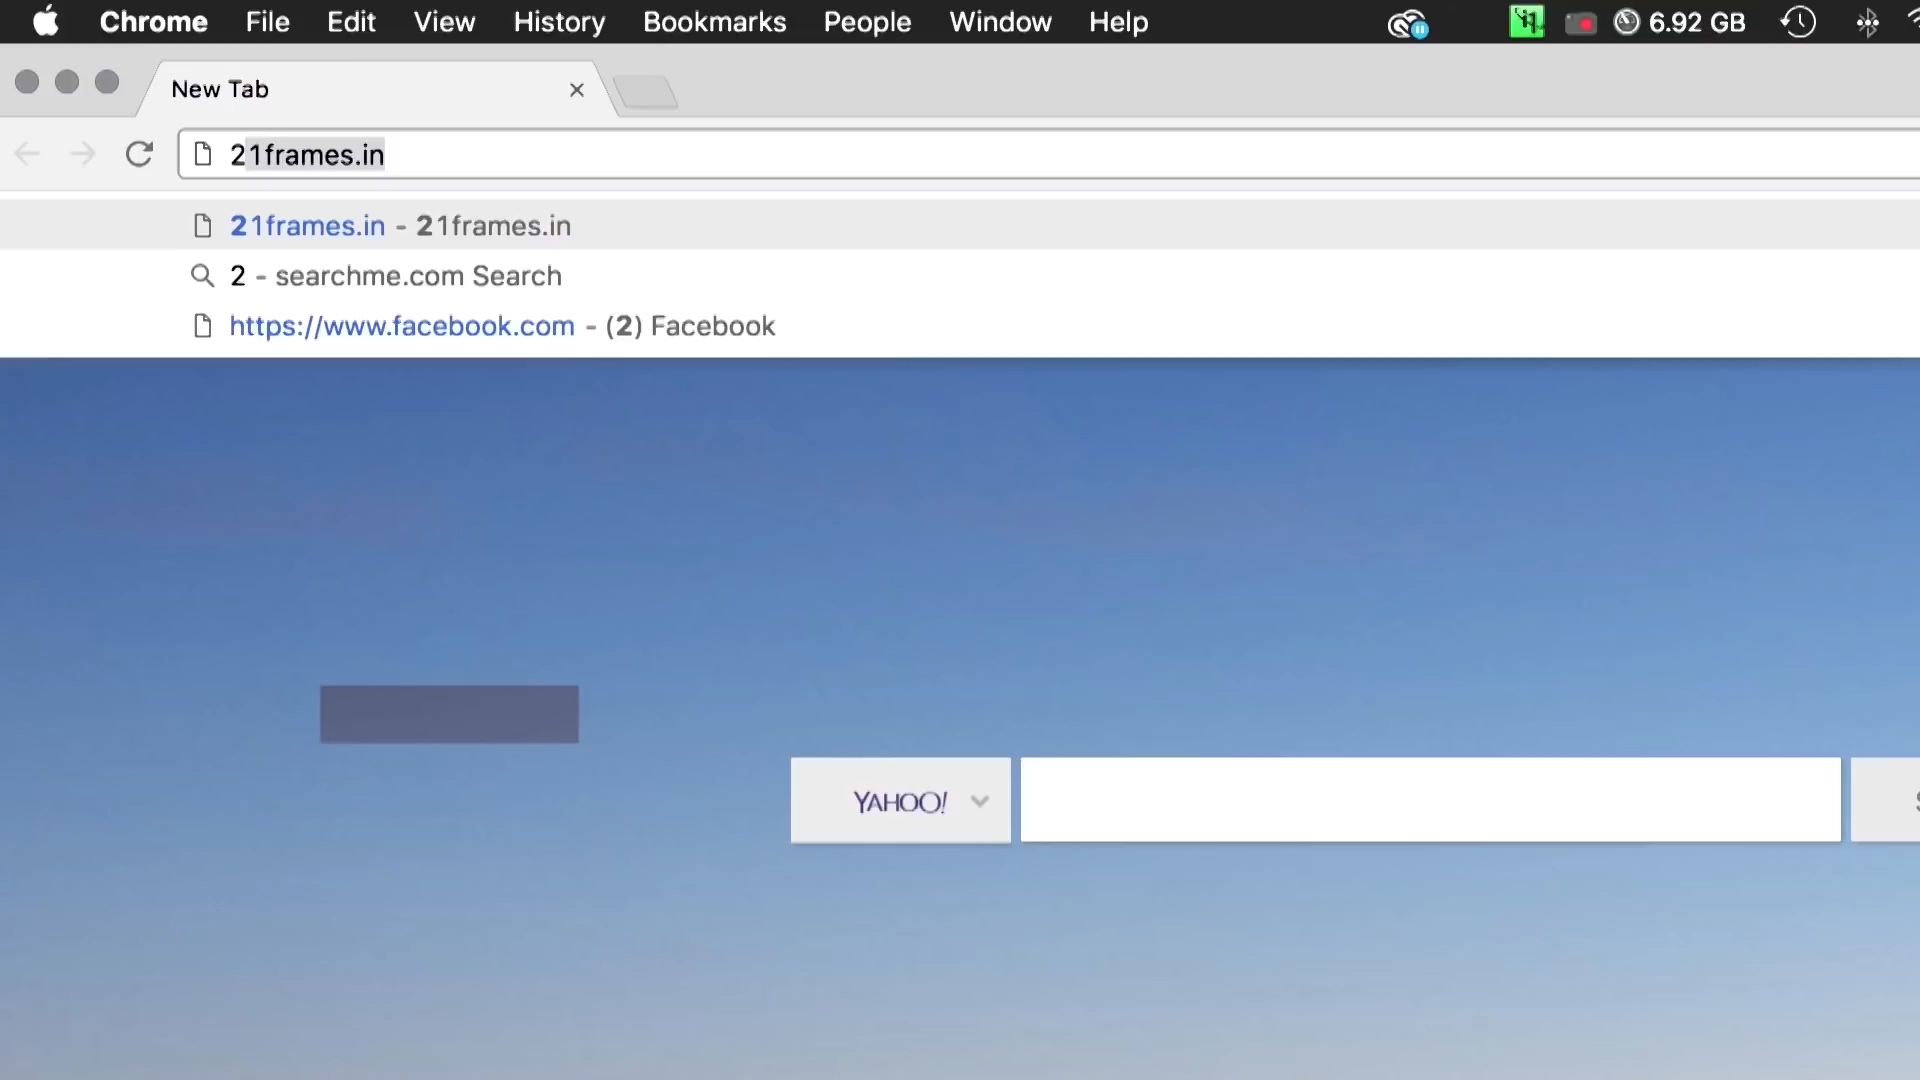 Chrome File Edit View History Bookmarks People Window Help 6.92 GB
New Tab
21frames.in
21frames.in - 21frames.in
2 - searchme.com Search
https://www.facebook.com - (2) Facebook
YAHOO!